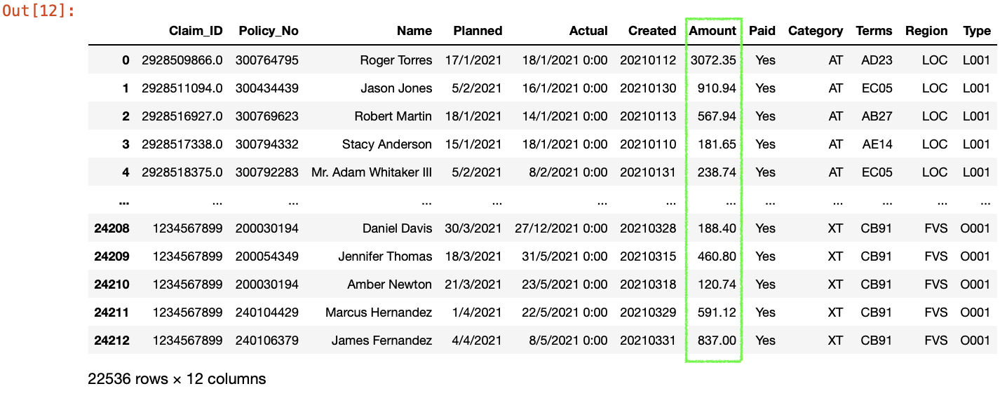 Out[12]:
Claim_ID Policy_No Name Planned Actual Created Amount Paid Category Terms Region Type
0 2928509866.0 300764795 Roger Torres 17/1/2021 18/1/2021 0:00 20210112 3072.35 Yes AT AD23 LOC L001
1 2928511094.0 300434439 Jason Jones 5/2/2021 16/1/2021 0:00 20210130 910.94 Yes AT EC05 LOC L001
2 2928516927.0 300769623 Robert Martin 18/1/2021 14/1/2021 0:00 20210113 567.94 Yes AT AB27 LOC L001
3 2928517338.0 300794332 Stacy Anderson 15/1/2021 18/1/2021 0:00 20210110 181.65 Yes AT AE14 LOC L001
4 2928518375.0 300792283 Mr. Adam Whitaker III 5/2/2021 8/2/2021 0:00 20210131 238.74 Yes AT EC05 LOC L001
... ... ... ... ... ... ... ... ... ... ... ... ...
24208 1234567899 200030194 Daniel Davis 30/3/2021 27/12/2021 0:00 20210328 188.40 Yes XT CB91 FVS O001
24209 1234567899 200054349 Jennifer Thomas 18/3/2021 31/5/2021 0:00 20210315 460.80 Yes XT CB91 FVS O001
24210 1234567899 200030194 Amber Newton 21/3/2021 23/5/2021 0:00 20210318 120.74 Yes XT CB91 FVS O001
24211 1234567899 240104429 Marcus Hernandez 1/4/2021 22/5/2021 0:00 20210329 591.12 Yes XT CB91 FVS O001
24212 1234567899 240106379 James Fernandez 4/4/2021 8/5/2021 0:00 20210331 837.00 Yes XT CB91 FVS O001
22536 rows × 12 columns